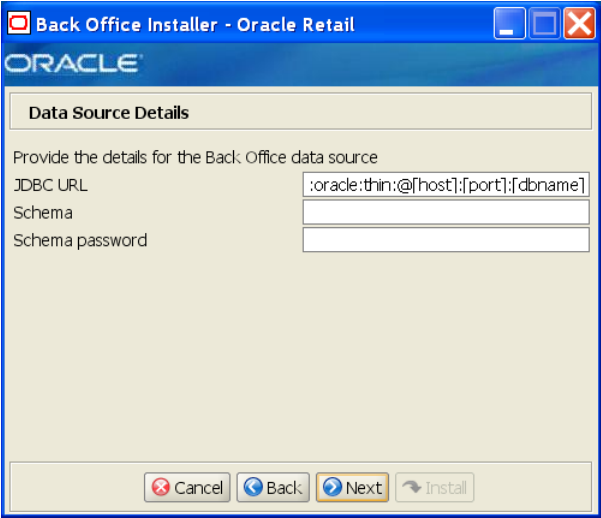 Back Office Installer - Oracle Retail
ORACLE
Data Source Details
Provide the details for the Back Office data source
JDBC URL :oracle:thin:@[host]:[port]:[dbname]
Schema
Schema password
Cancel Back Next Install